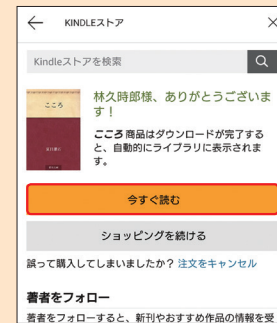 ← KINDLEストア ×
Kindleストアを検索
こころ
林久時郎様、ありがとうございま
す！
こころ 商品はダウンロードが完了する
と、自動的にライブラリに表示されま
す。
今すぐ読む
ショッピングを続ける
誤って購入してしまいましたか？ 注文をキャンセル
著者をフォロー
著者をフォローすると、新刊やおすすめ作品の情報を受